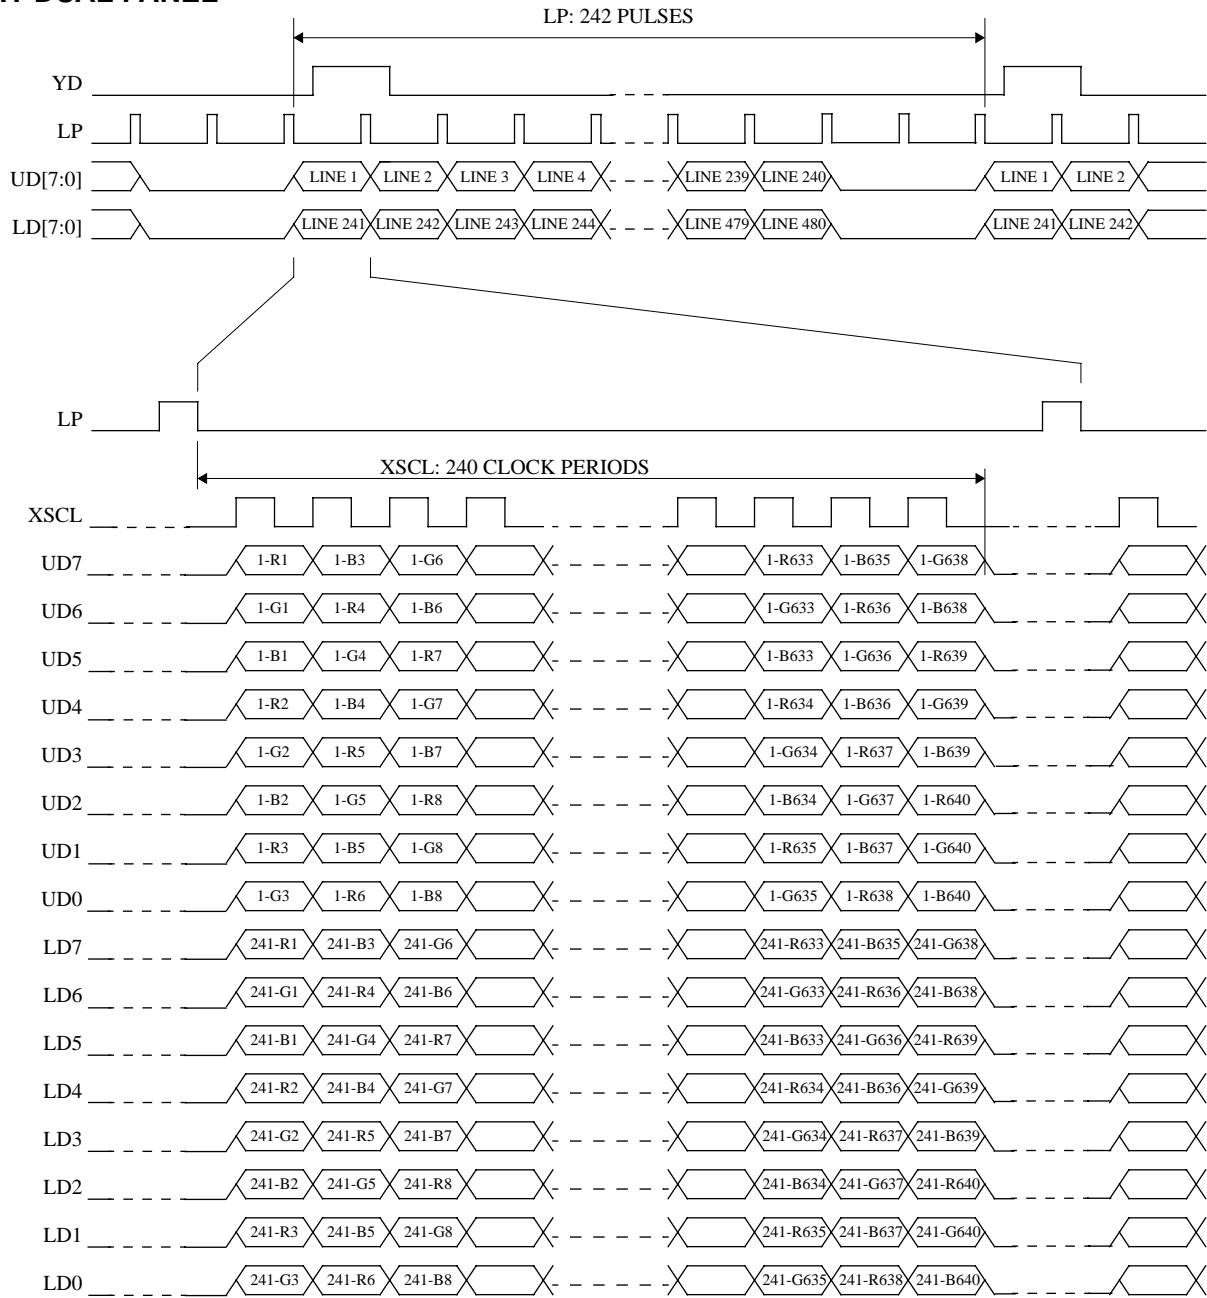 DUAL PANEL
LP: 242 PULSES
YD
LP
UD[7:0] LINE 1 LINE 2 LINE 3 LINE 4 LINE 239 LINE 240 LINE 1 LINE 2
LD[7:0] LINE 241 LINE 242 LINE 243 LINE 244 LINE 479 LINE 480 LINE 241 LINE 242
LP
XSCL: 240 CLOCK PERIODS
XSCL
UD7 1-R1 1-B3 1-G6 1-R633 1-B635 1-G638
UD6 1-G1 1-R4 1-B6 1-G633 1-R636 1-B638
UD5 1-B1 1-G4 1-R7 1-B633 1-G636 1-R639
UD4 1-R2 1-B4 1-G7 1-R634 1-B636 1-G639
UD3 1-G2 1-R5 1-B7 1-G634 1-R637 1-B639
UD2 1-B2 1-G5 1-R8 1-B634 1-G637 1-R640
UD1 1-R3 1-B5 1-G8 1-R635 1-B637 1-G640
UD0 1-G3 1-R6 1-B8 1-G635 1-R638 1-B640
LD7 241-R1 241-B3 241-G6 241-R633 241-B635 241-G638
LD6 241-G1 241-R4 241-B6 241-G633 241-R636 241-B638
LD5 241-B1 241-G4 241-R7 241-B633 241-G636 241-R639
LD4 241-R2 241-B4 241-G7 241-R634 241-B636 241-G639
LD3 241-G2 241-R5 241-B7 241-G634 241-R637 241-B639
LD2 241-B2 241-G5 241-R8 241-B634 241-G637 241-R640
LD1 241-R3 241-B5 241-G8 241-R635 241-B637 241-G640
LD0 241-G3 241-R6 241-B8 241-G635 241-R638 241-B640